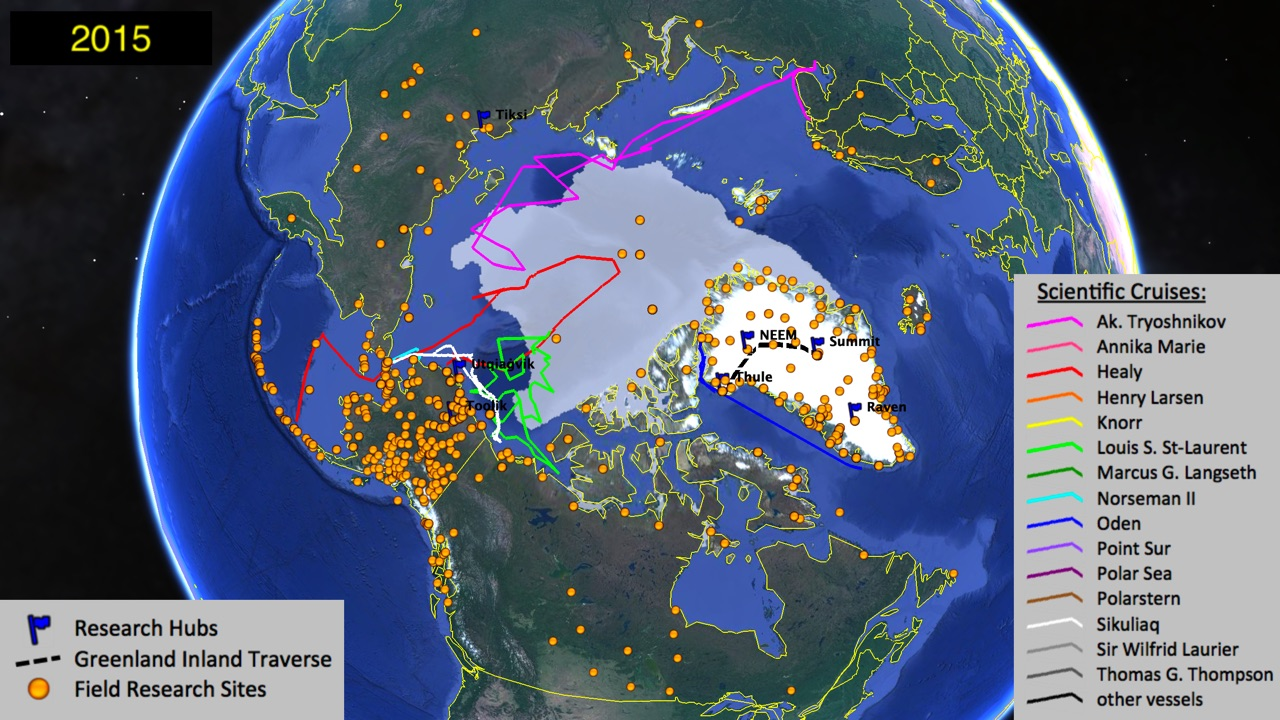 2015
Tiksi
NEEM
Summit
Thule
Raven
Utqiaġvik
Toolik
Research Hubs
Greenland Inland Traverse
Field Research Sites
Scientific Cruises:
Ak. Tryoshnikov
Annika Marie
Healy
Henry Larsen
Knorr
Louis S. St-Laurent
Marcus G. Langseth
Norseman II
Oden
Point Sur
Polar Sea
Polarstern
Sikuliaq
Sir Wilfrid Laurier
Thomas G. Thompson
other vessels